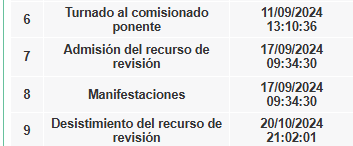 6 Turnado al comisionado ponente 11/09/2024 13:10:36
7 Admisión del recurso de revisión 17/09/2024 09:34:30
8 Manifestaciones 17/09/2024 09:34:30
9 Desistimiento del recurso de revisión 20/10/2024 21:02:01